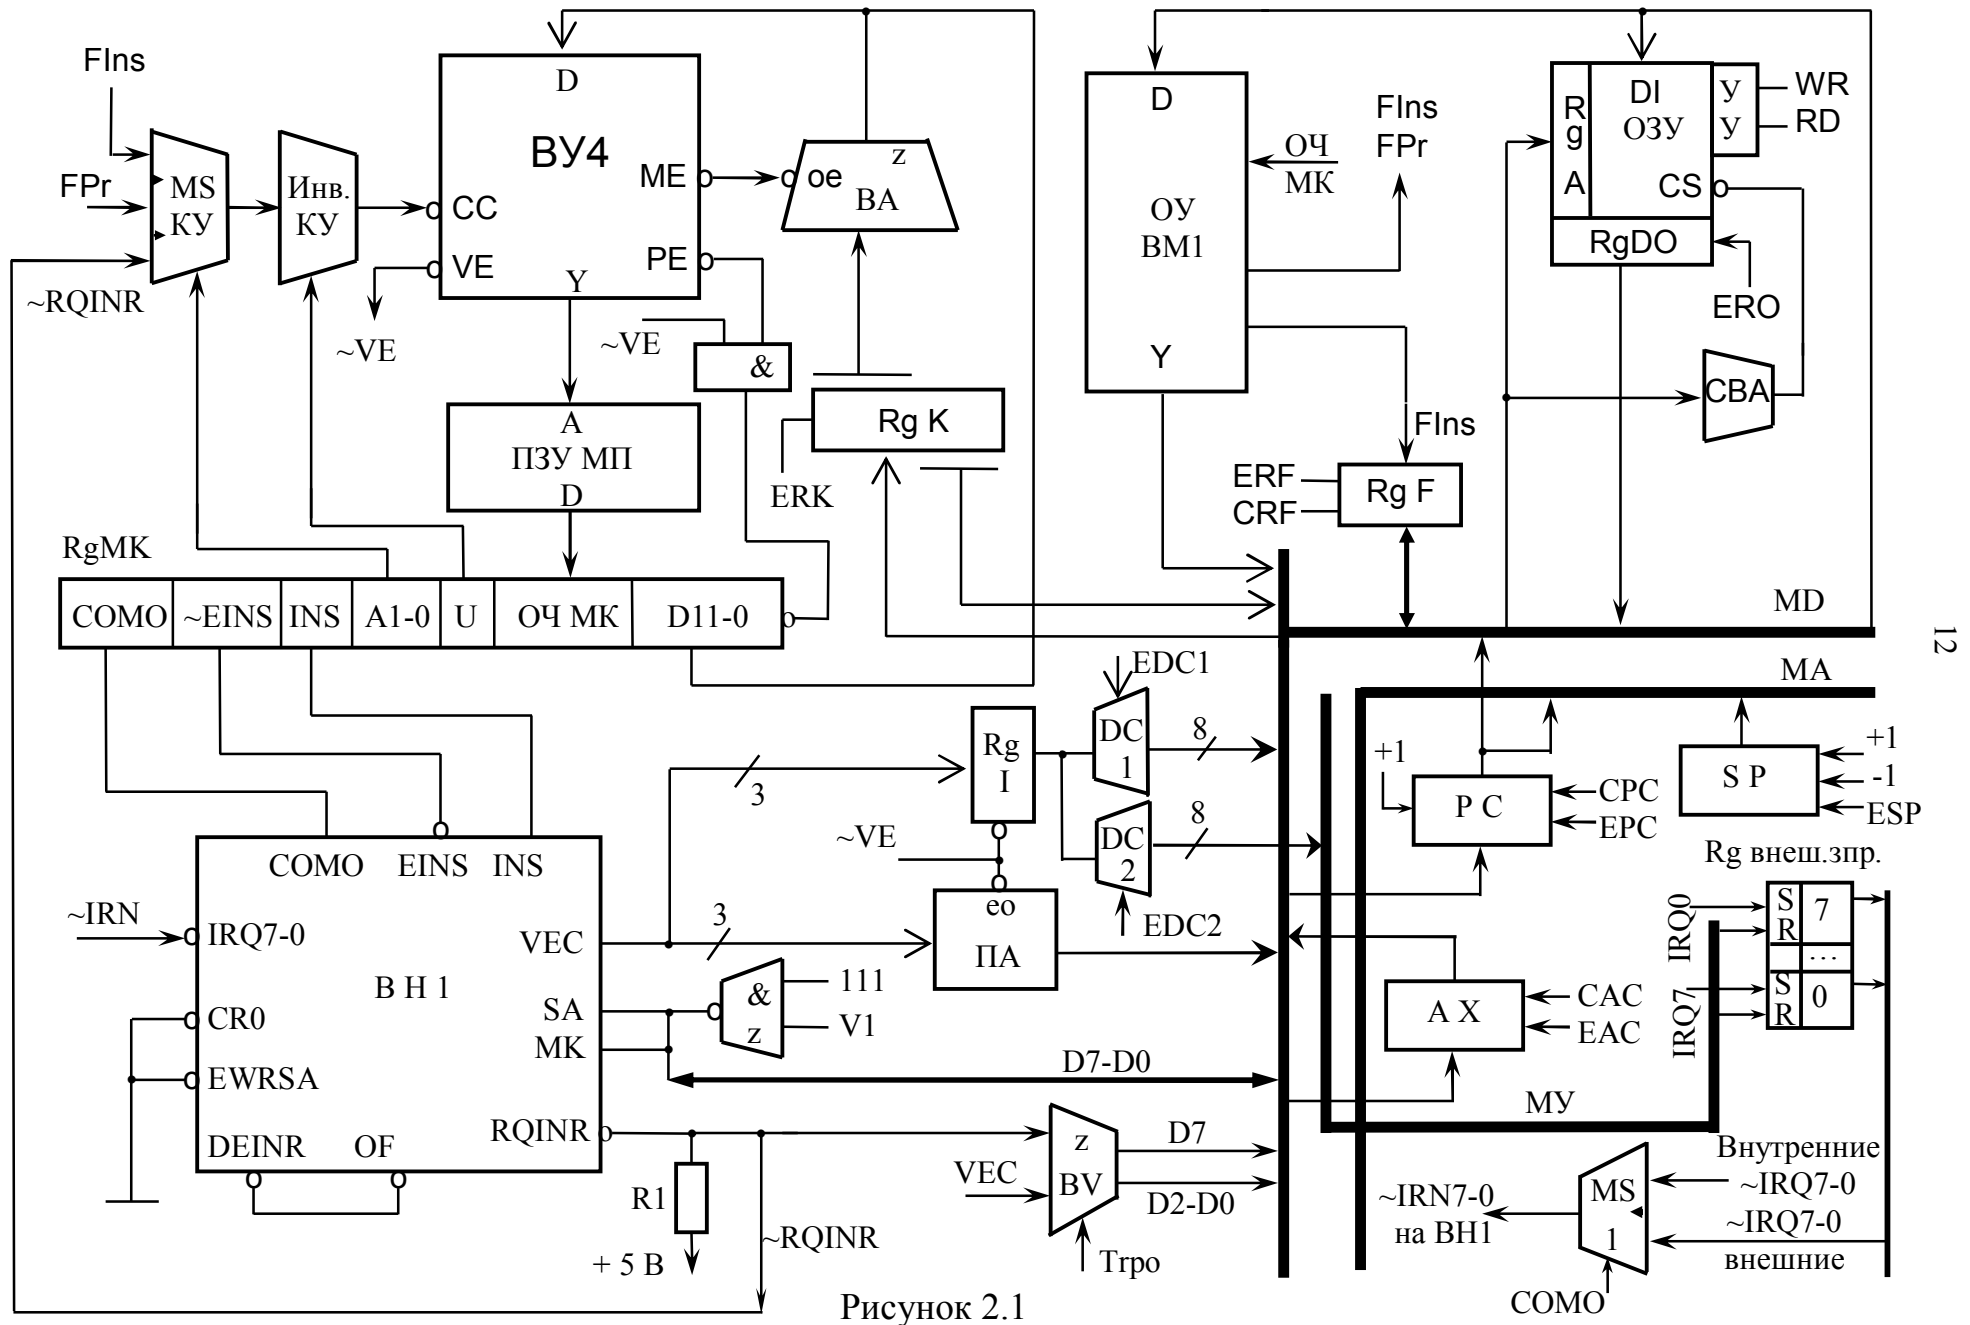 FIns
FPr
~RQINR
MS
КУ
Инв.
КУ
D
ВУ4
CC
VE
ME
PE
Y
~VE
~VE
&
z
oe
ВА
A
ПЗУ МП
D
Rg K
ERK
RgMK
COMO
~EINS
INS
A1-0
U
ОЧ МК
D11-0
D
ОУ
ВМ1
Y
ОЧ
МК
FIns
FPr
FIns
ERF
CRF
Rg F
Rg A
DI
ОЗУ
У
У
WR
RD
CS
RgDO
ERO
CBA
MD
MA
12
COMO
EINS
INS
~IRN
IRQ7-0
В Н 1
CR0
EWRSA
DEINR
OF
VEC
SA
MK
RQINR
3
3
Rg
I
~VE
eo
ПА
EDC1
DC
1
8
DC
2
8
EDC2
&
z
111
V1
D7-D0
R1
+ 5 В
~RQINR
VEC
z
BV
Тгро
D7
D2-D0
+1
P C
CPC
EPC
S P
+1
-1
ESP
Rg внеш.зпр.
IRQ0
IRQ7
S
R
7
...
S
R
0
A X
CAC
EAC
МУ
Внутренние
~IRQ7-0
~IRQ7-0
внешние
MS
1
~IRN7-0
на ВН1
COMO
Рисунок 2.1